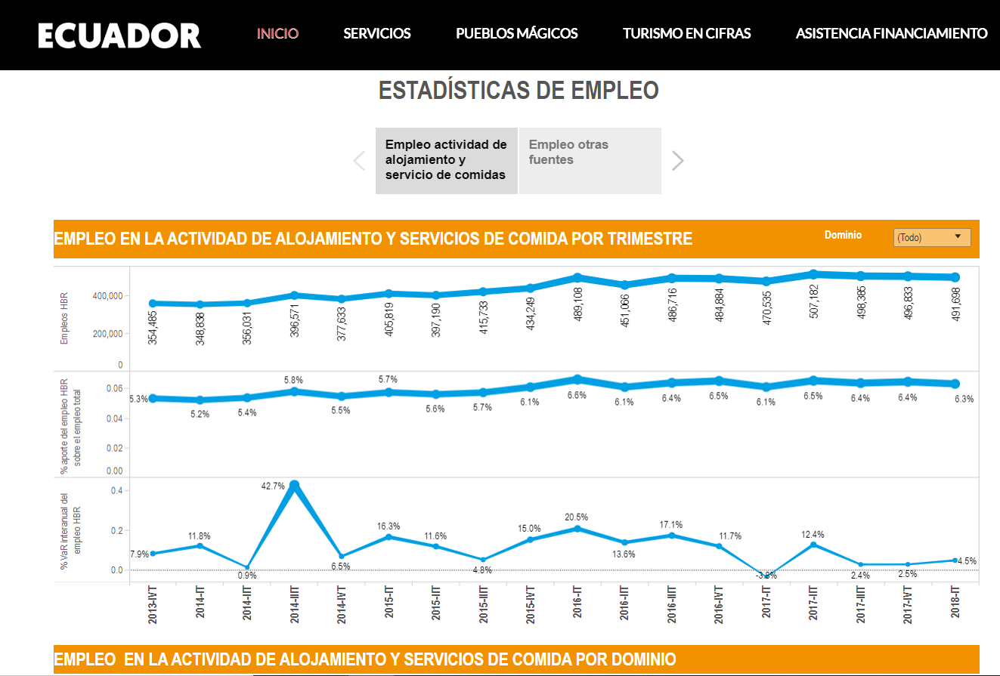 ECUADOR INICIO SERVICIOS PUEBLOS MÁGICOS TURISMO EN CIFRAS ASISTENCIA FINANCIAMIENTO
ESTADÍSTICAS DE EMPLEO
Empleo actividad de
alojamiento y
servicio de comidas
Empleo otras
fuentes
EMPLEO EN LA ACTIVIDAD DE ALOJAMIENTO Y SERVICIOS DE COMIDA POR TRIMESTRE
Dominio
(Todo)
Empleos HBR
400,000
200,000
0
354,485
348,838
356,031
396,571
377,633
405,819
397,190
415,733
434,249
489,108
451,066
486,716
484,884
470,535
507,182
498,385
496,833
491,698
% aporte del empleo HBR
sobre el empleo total
0.06
0.04
0.02
0.00
5.3%
5.2%
5.4%
5.8%
5.5%
5.7%
5.6%
5.7%
6.1%
6.6%
6.1%
6.4%
6.5%
6.1%
6.5%
6.4%
6.4%
6.3%
% VaR interanual del
empleo HBR
0.4
0.2
0.0
7.9%
11.8%
0.9%
42.7%
6.5%
16.3%
11.6%
4.8%
15.0%
20.5%
13.6%
17.1%
11.7%
-3.8%
12.4%
2.4%
2.5%
4.5%
2013-IVT
2014-IT
2014-IIT
2014-IIIT
2014-IVT
2015-IT
2015-IIT
2015-IIIT
2015-IVT
2016-IT
2016-IIT
2016-IIIT
2016-IVT
2017-IT
2017-IIT
2017-IIIT
2017-IVT
2018-IT
EMPLEO EN LA ACTIVIDAD DE ALOJAMIENTO Y SERVICIOS DE COMIDA POR DOMINIO